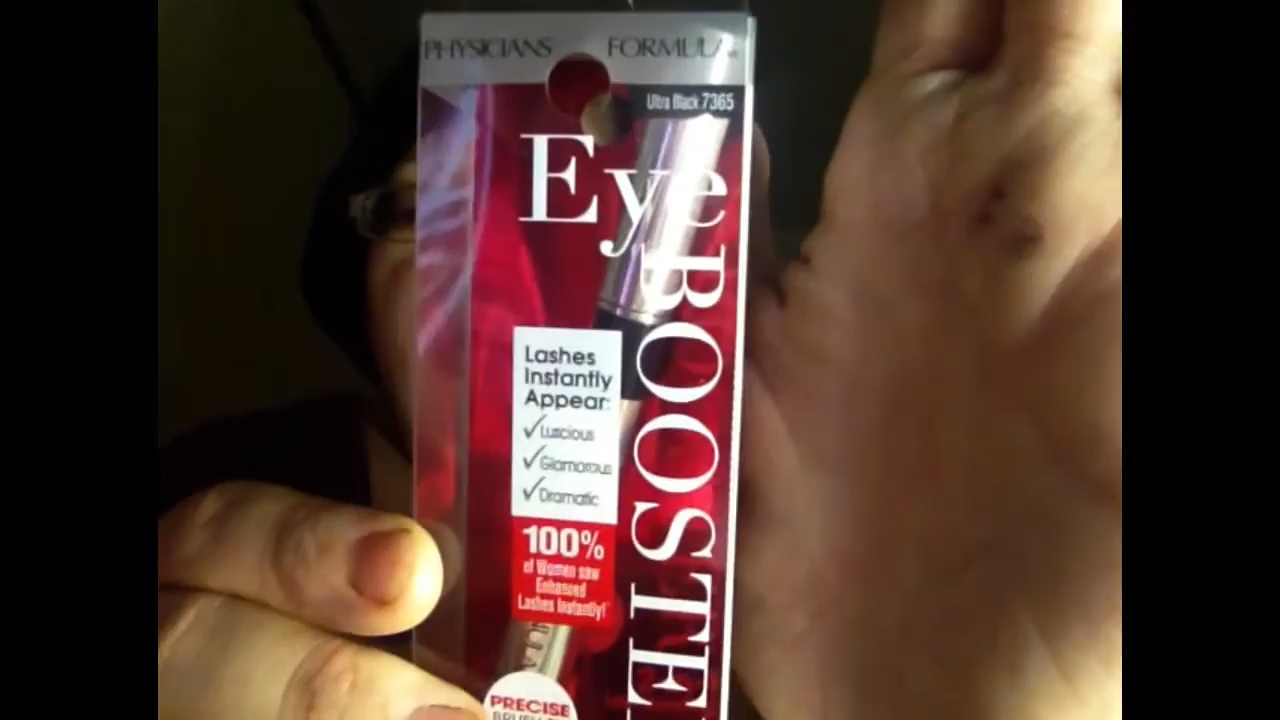 PHYSICIANS FORMULA
Ultra Black 7365
Eye
BOOSTE
Lashes
Instantly
Appear:
✓Luscious
✓Glamorous
✓Dramatic
100%
of Women saw
Enhanced
Lashes Instantly!
PRECISE